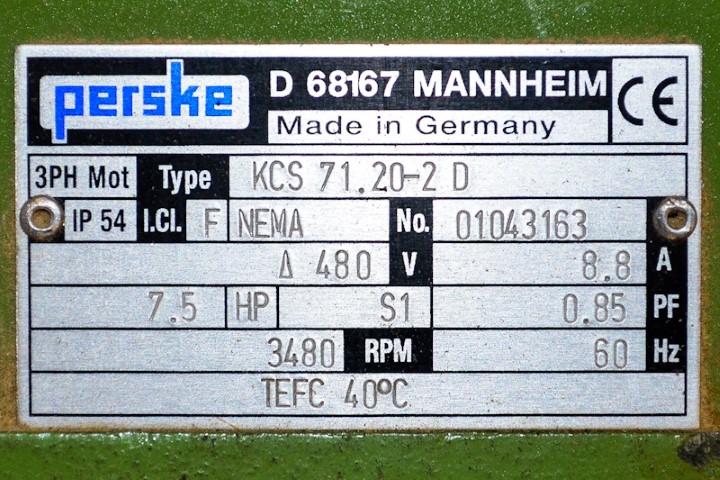 perske D 68167 MANNHEIM CE
Made in Germany
3PH Mot Type KCS 71.20-2 D
IP 54 I.Cl. F NEMA No. 01043163
Δ 480 V 8.8 A
7.5 HP S1 0.85 PF
3480 RPM 60 Hz
TEFC 40°C